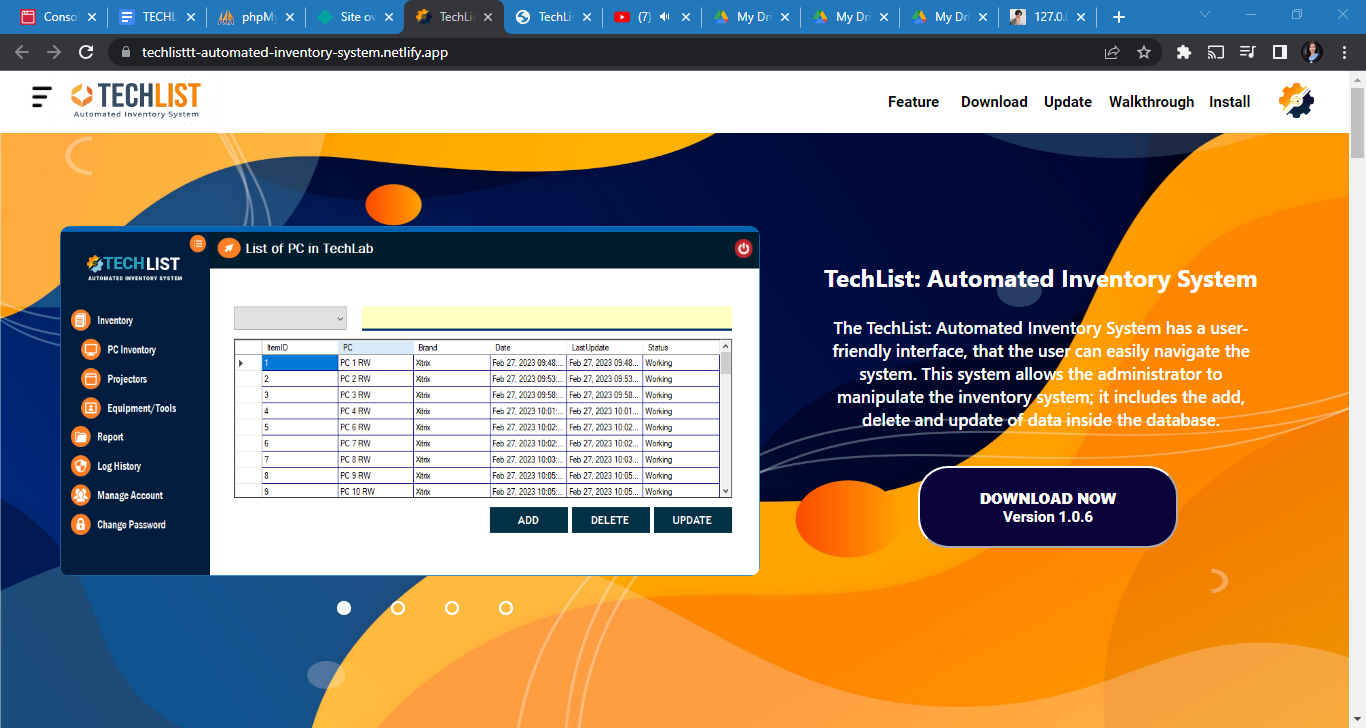 Conso
TECHL
phpMy
Site ov
TechLis
TechLis
(7)
My Dri
My Dri
My Dri
127.0.0
techlisttt-automated-inventory-system.netlify.app
TECHLIST
Automated Inventory System
Feature Download Update Walkthrough Install
TECHLIST
AUTOMATED INVENTORY SYSTEM
Inventory
PC Inventory
Projectors
Equipment/Tools
Report
Log History
Manage Account
Change Password
List of PC in TechLab
ItemID PC Brand Date LastUpdate Status
1 PC 1 RW Xtrix Feb 27, 2023 09:48:... Feb 27, 2023 09:48... Working
2 PC 2 RW Xtrix Feb 27, 2023 09:53:... Feb 27, 2023 09:53... Working
3 PC 3 RW Xtrix Feb 27, 2023 09:58:... Feb 27, 2023 09:58... Working
4 PC 4 RW Xtrix Feb 27, 2023 10:01:... Feb 27, 2023 10:01... Working
5 PC 6 RW Xtrix Feb 27, 2023 10:02:... Feb 27, 2023 10:02... Working
6 PC 7 RW Xtrix Feb 27, 2023 10:02:... Feb 27, 2023 10:02... Working
7 PC 8 RW Xtrix Feb 27, 2023 10:03:... Feb 27, 2023 10:03... Working
8 PC 9 RW Xtrix Feb 27, 2023 10:05:... Feb 27, 2023 10:05... Working
9 PC 10 RW Xtrix Feb 27, 2023 10:05:... Feb 27, 2023 10:05... Working
ADD DELETE UPDATE
TechList: Automated Inventory System
The TechList: Automated Inventory System has a user-
friendly interface, that the user can easily navigate the
system. This system allows the administrator to
manipulate the inventory system; it includes the add,
delete and update of data inside the database.
DOWNLOAD NOW
Version 1.0.6